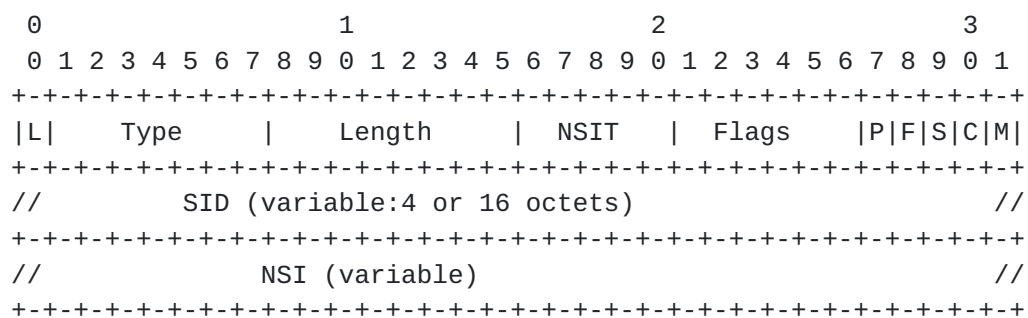 0                   1                   2                   3
 0 1 2 3 4 5 6 7 8 9 0 1 2 3 4 5 6 7 8 9 0 1 2 3 4 5 6 7 8 9 0 1
+-+-+-+-+-+-+-+-+-+-+-+-+-+-+-+-+-+-+-+-+-+-+-+-+-+-+-+-+-+-+-+-+
|L|    Type     |    Length     |  NSIT   |  Flags    |P|F|S|C|M|
+-+-+-+-+-+-+-+-+-+-+-+-+-+-+-+-+-+-+-+-+-+-+-+-+-+-+-+-+-+-+-+-+
//         SID (variable:4 or 16 octets)                       //
+-+-+-+-+-+-+-+-+-+-+-+-+-+-+-+-+-+-+-+-+-+-+-+-+-+-+-+-+-+-+-+-+
//              NSI (variable)                                 //
+-+-+-+-+-+-+-+-+-+-+-+-+-+-+-+-+-+-+-+-+-+-+-+-+-+-+-+-+-+-+-+-+